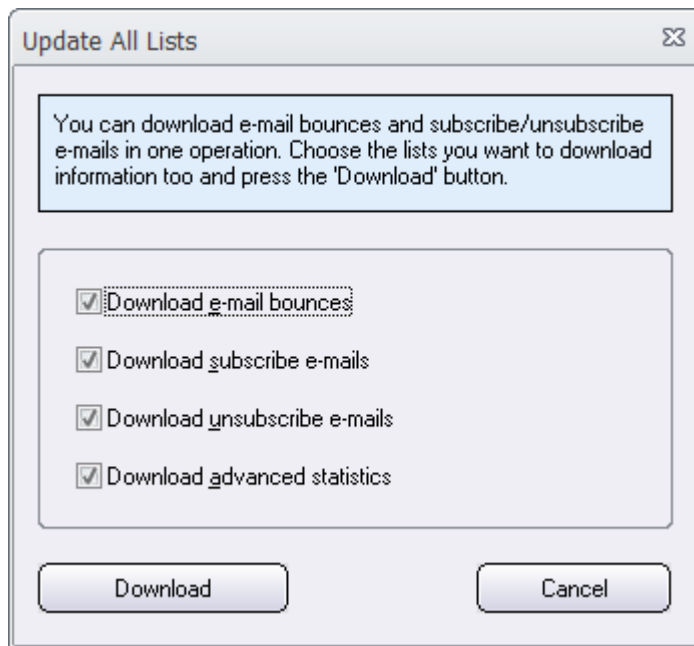 Update All Lists
You can download e-mail bounces and subscribe/unsubscribe
e-mails in one operation. Choose the lists you want to download
information too and press the 'Download' button.
Download e-mail bounces
Download subscribe e-mails
Download unsubscribe e-mails
Download advanced statistics
Download
Cancel